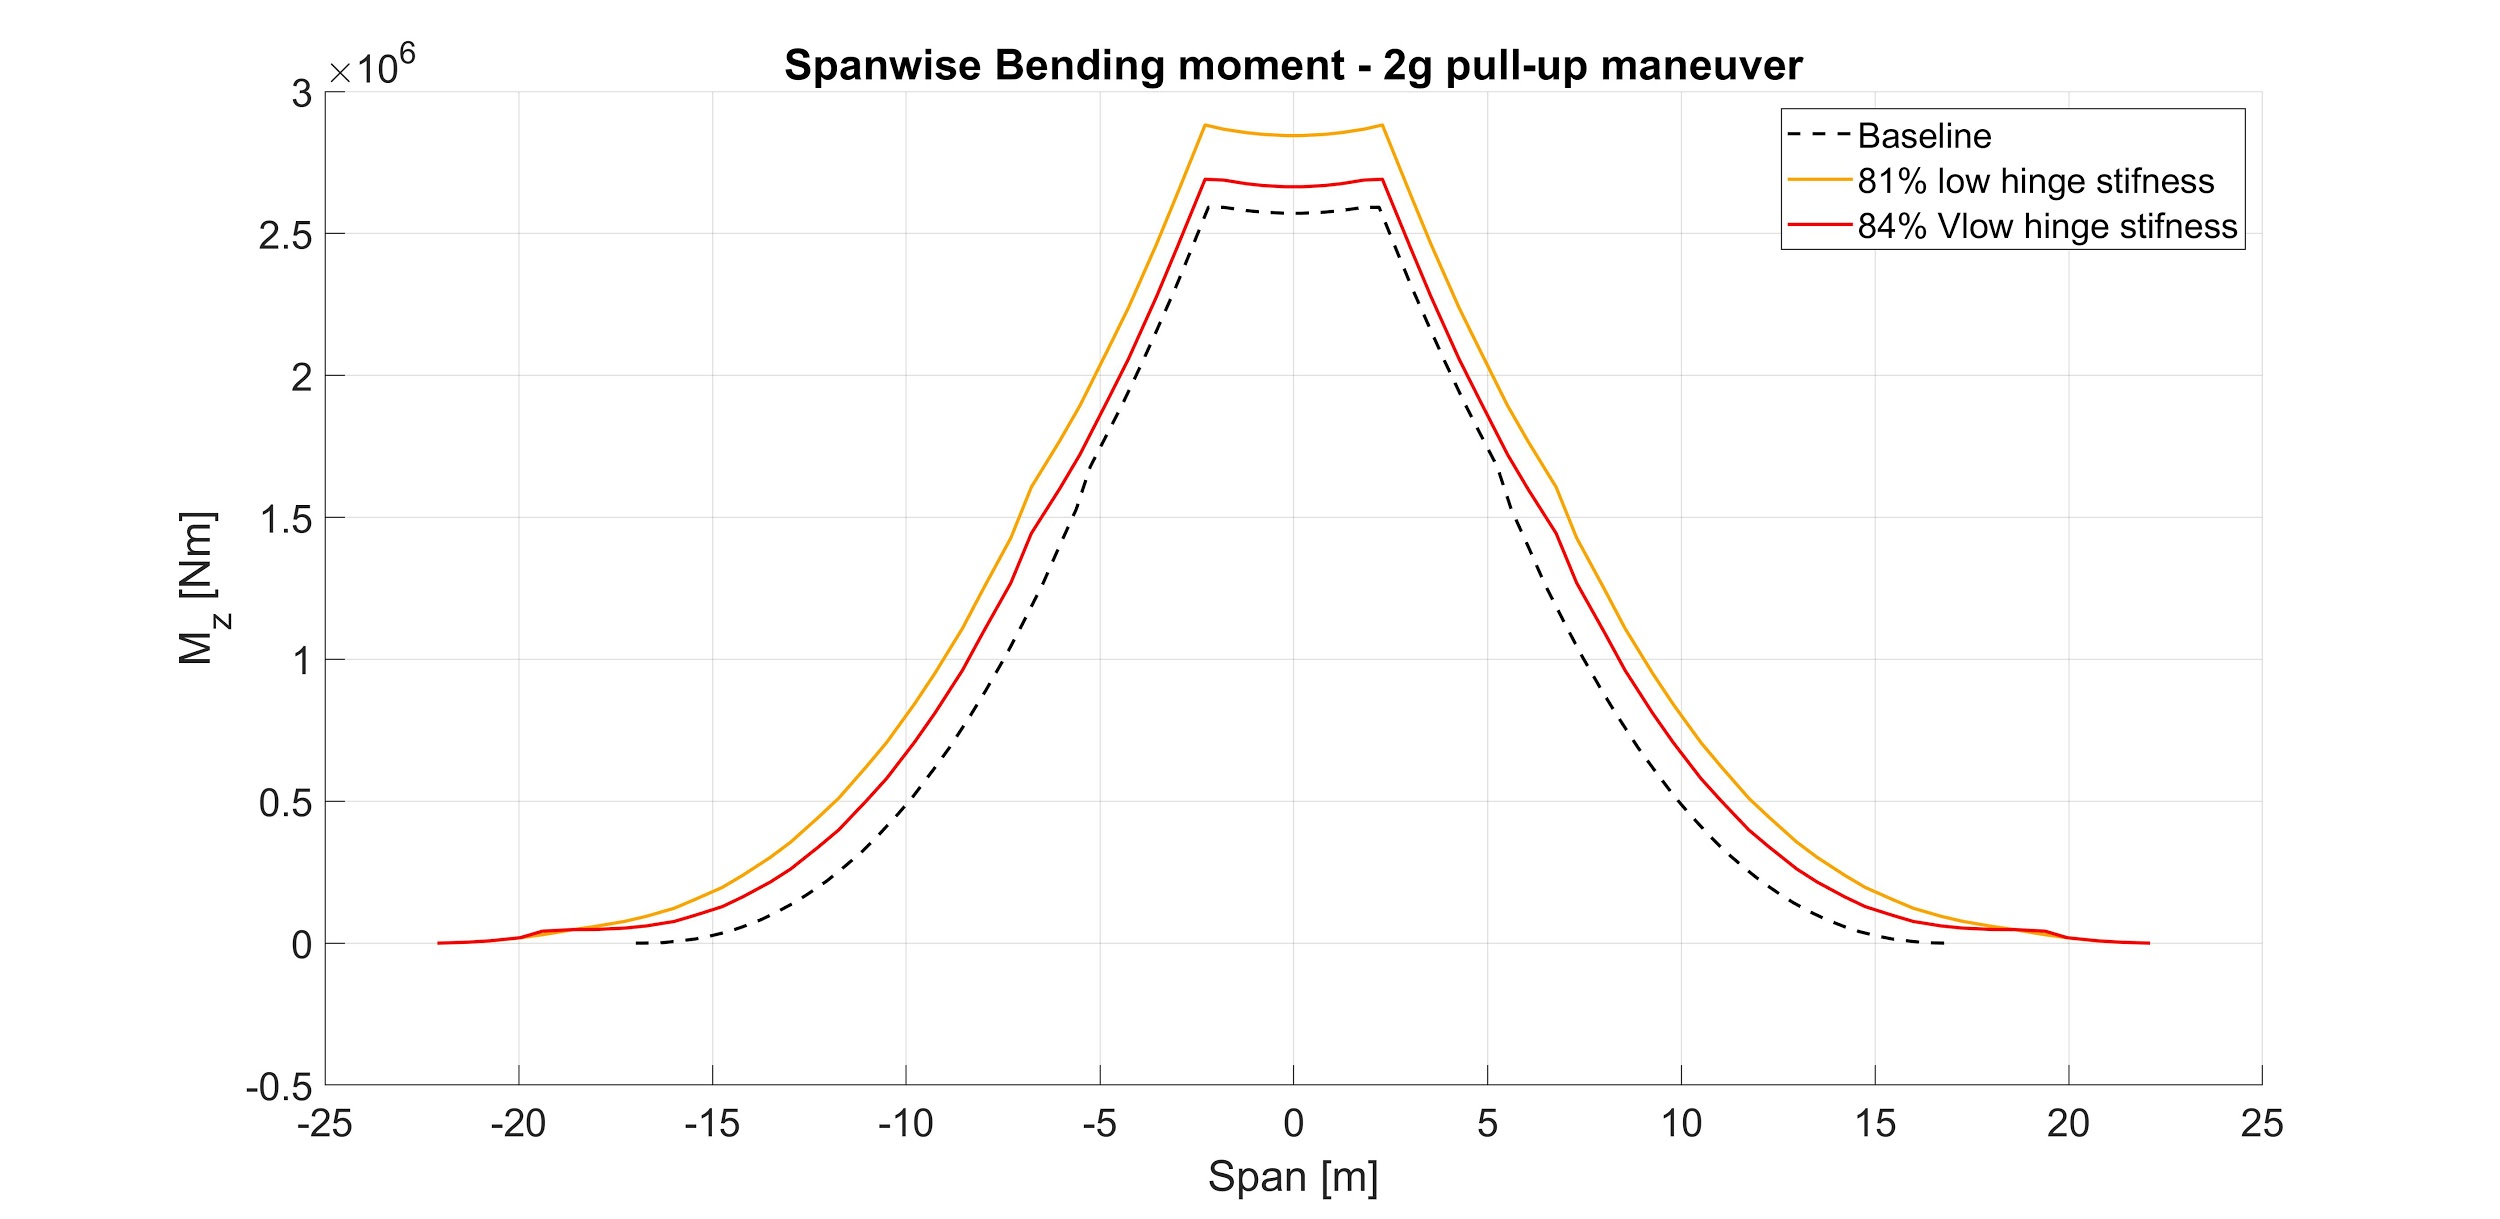 Spanwise Bending moment - 2g pull-up maneuver
×10^6
3
2.5
2
1.5
1
0.5
0
-0.5
M_z [Nm]
Baseline
81% low hinge stifness
84% Vlow hinge stifness
-25 -20 -15 -10 -5 0 5 10 15 20 25
Span [m]